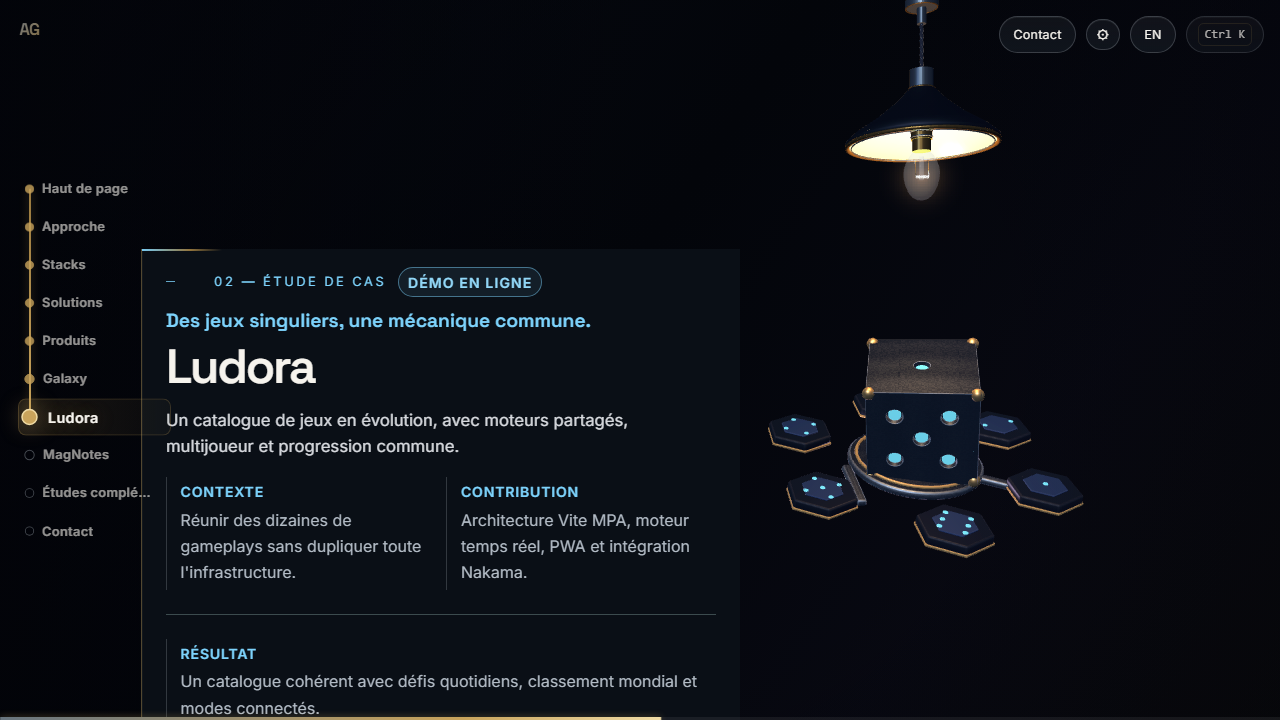 AG
Contact
EN
Ctrl K
Haut de page
Approche
Stacks
Solutions
Produits
Galaxy
Ludora
MagNotes
Études complé...
Contact
— 02 — ÉTUDE DE CAS
DÉMO EN LIGNE
Des jeux singuliers, une mécanique commune.
Ludora
Un catalogue de jeux en évolution, avec moteurs partagés,
multijoueur et progression commune.
CONTEXTE
Réunir des dizaines de
gameplays sans dupliquer toute
l'infrastructure.
CONTRIBUTION
Architecture Vite MPA, moteur
temps réel, PWA et intégration
Nakama.
RÉSULTAT
Un catalogue cohérent avec défis quotidiens, classement mondial et
modes connectés.